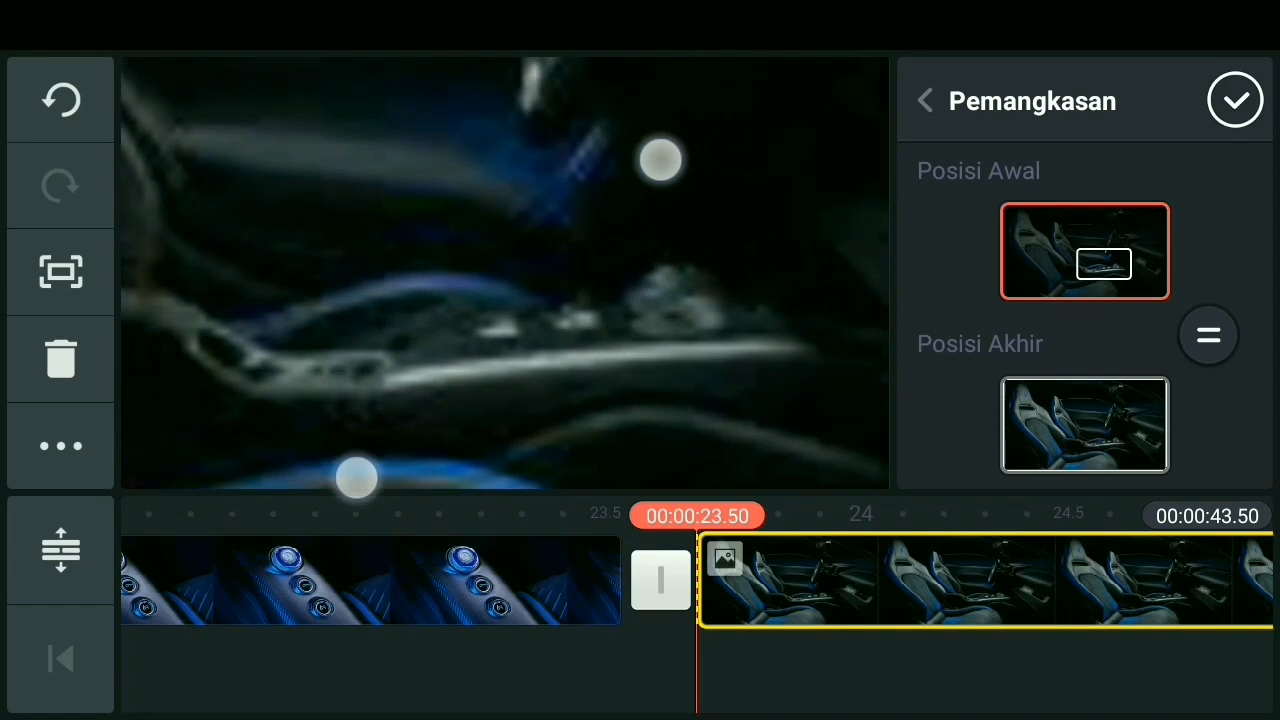 Pemangkasan
Posisi Awal
Posisi Akhir
23.5
00:00:23.50
24
24.5
00:00:43.50